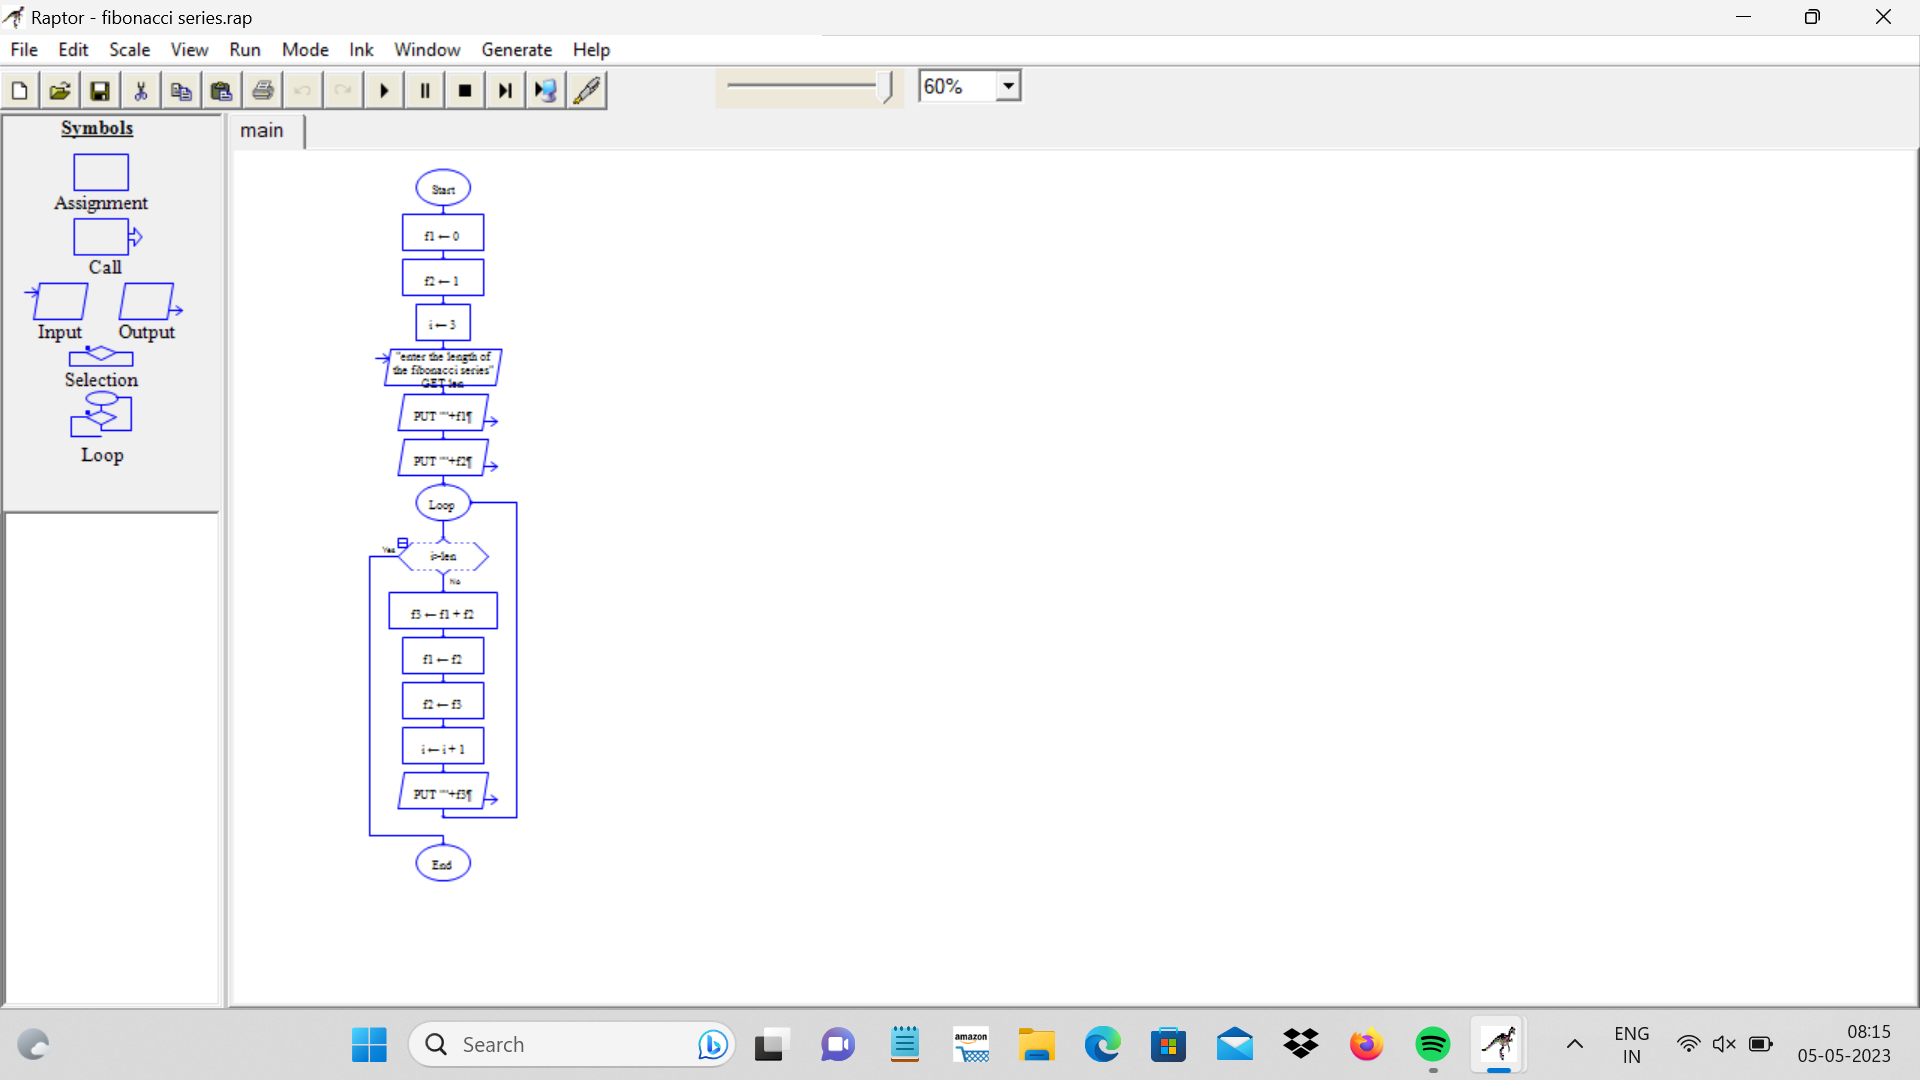 Raptor - fibonacci series.rap
File Edit Scale View Run Mode Ink Window Generate Help
60%
Symbols
Assignment
Call
Input Output
Selection
Loop
main
Start
f1 ← 0
f2 ← 1
i ← 3
"enter the length of
the fibonacci series"
GET len
PUT ""+f1¶
PUT ""+f2¶
Loop
Yes
i>len
No
f3 ← f1 + f2
f1 ← f2
f2 ← f3
i ← i + 1
PUT ""+f3¶
End
Search
amazon
ENG
IN
08:15
05-05-2023